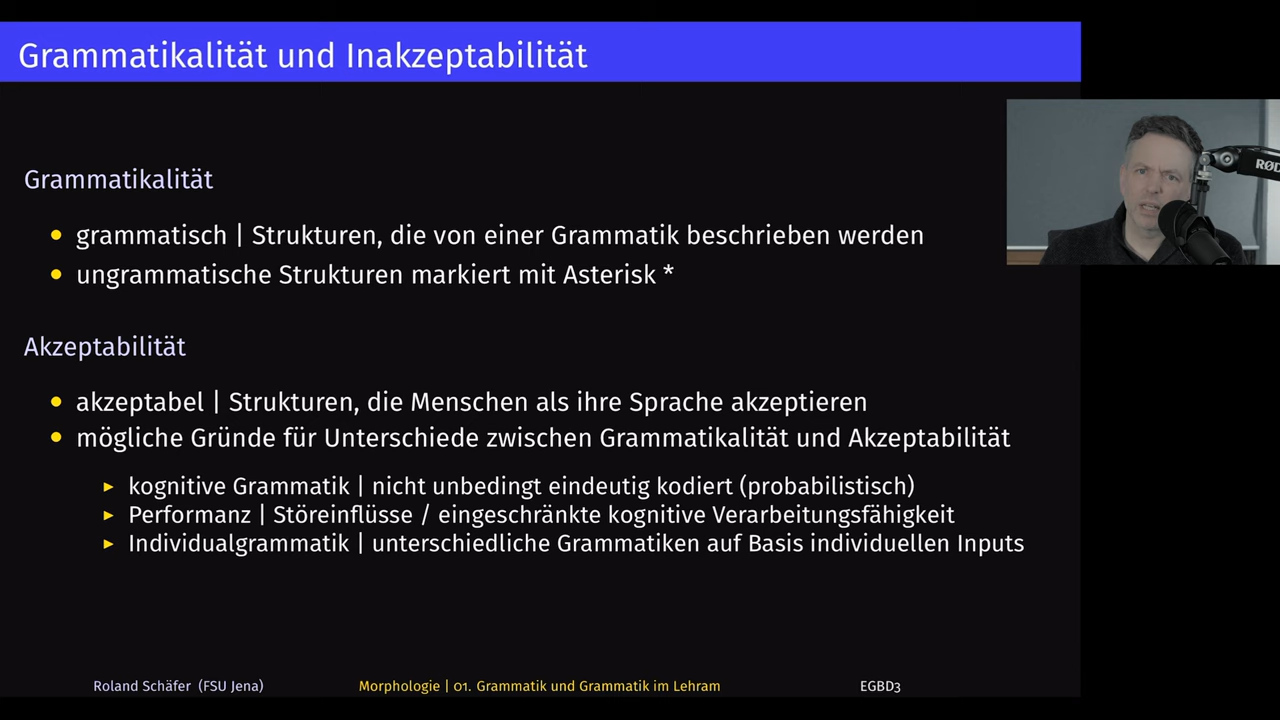 Grammatikalität und Inakzeptabilität
Grammatikalität
• grammatisch | Strukturen, die von einer Grammatik beschrieben werden
• ungrammatische Strukturen markiert mit Asterisk *
Akzeptabilität
• akzeptabel | Strukturen, die Menschen als ihre Sprache akzeptieren
• mögliche Gründe für Unterschiede zwischen Grammatikalität und Akzeptabilität
▸ kognitive Grammatik | nicht unbedingt eindeutig kodiert (probabilistisch)
▸ Performanz | Störeinflüsse / eingeschränkte kognitive Verarbeitungsfähigkeit
▸ Individualgrammatik | unterschiedliche Grammatiken auf Basis individuellen Inputs
Roland Schäfer (FSU Jena) Morphologie | 01. Grammatik und Grammatik im Lehram EGBD3